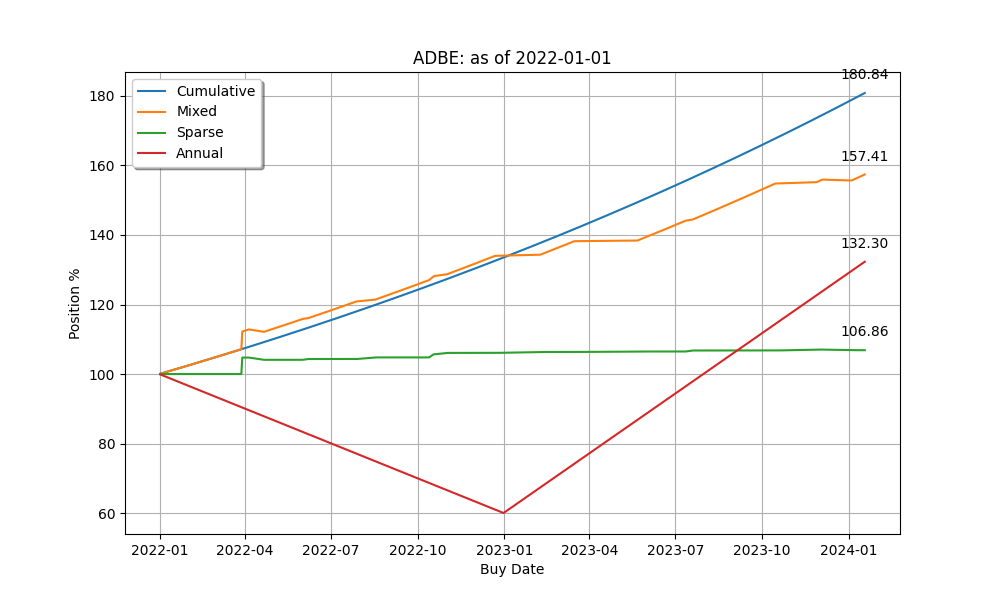 ADBE: as of 2022-01-01
Cumulative
Mixed
Sparse
Annual
180.84
157.41
132.30
106.86
Position %
180
160
140
120
100
80
60
2022-01 2022-04 2022-07 2022-10 2023-01 2023-04 2023-07 2023-10 2024-01
Buy Date